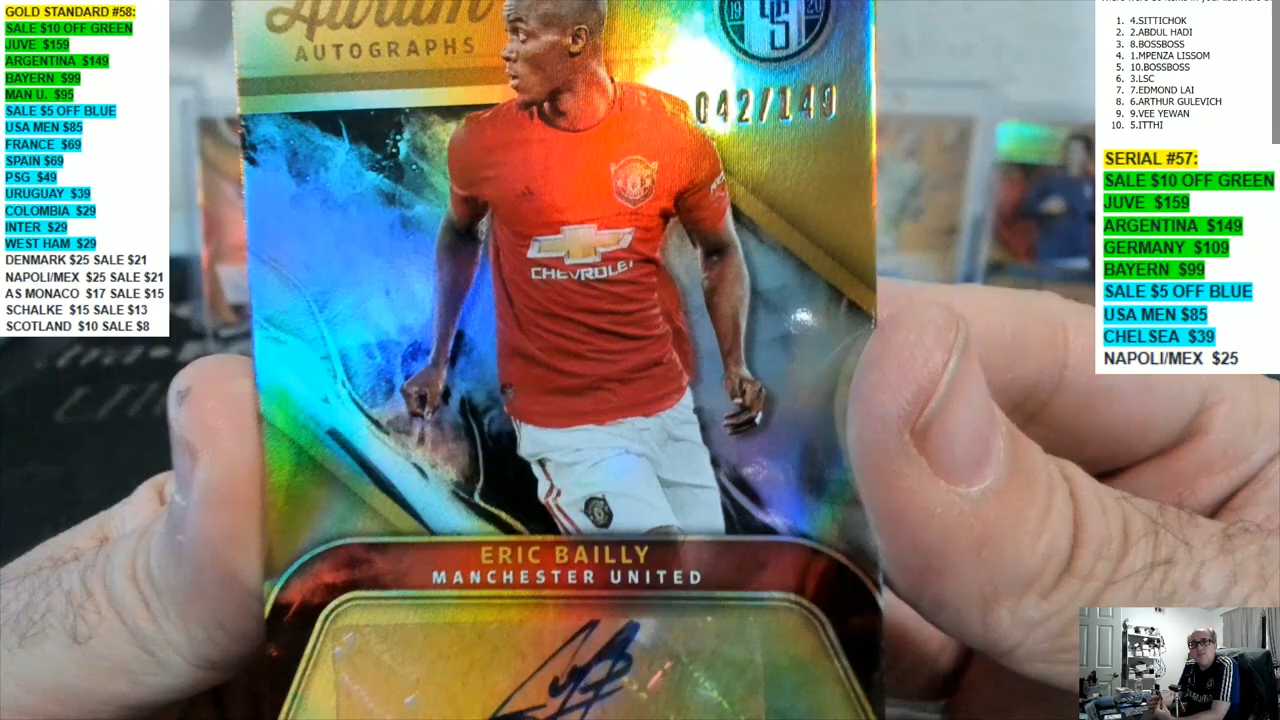 GOLD STANDARD #58:
SALE $10 OFF GREEN
JUVE $159
ARGENTINA $149
BAYERN $99
MAN U. $95
SALE $5 OFF BLUE
USA MEN $85
FRANCE $69
SPAIN $69
PSG $49
URUGUAY $39
COLOMBIA $29
INTER $29
WEST HAM $29
DENMARK $25 SALE $21
NAPOLI/MEX $25 SALE $21
AS MONACO $17 SALE $15
SCHALKE $15 SALE $13
SCOTLAND $10 SALE $8
Aurum
AUTOGRAPHS
19 20
042/149
CHEVROLET
ERIC BAILLY
MANCHESTER UNITED
1. 4.SITTICHOK
2. 2.ABDUL HADI
3. 8.BOSSBOSS
4. 1.MPENZA LISSOM
5. 10.BOSSBOSS
6. 3.LSC
7. 7.EDMOND LAI
8. 6.ARTHUR GULEVICH
9. 9.VEE YEWAN
10. 5.ITTHI
SERIAL #57:
SALE $10 OFF GREEN
JUVE $159
ARGENTINA $149
GERMANY $109
BAYERN $99
SALE $5 OFF BLUE
USA MEN $85
CHELSEA $39
NAPOLI/MEX $25